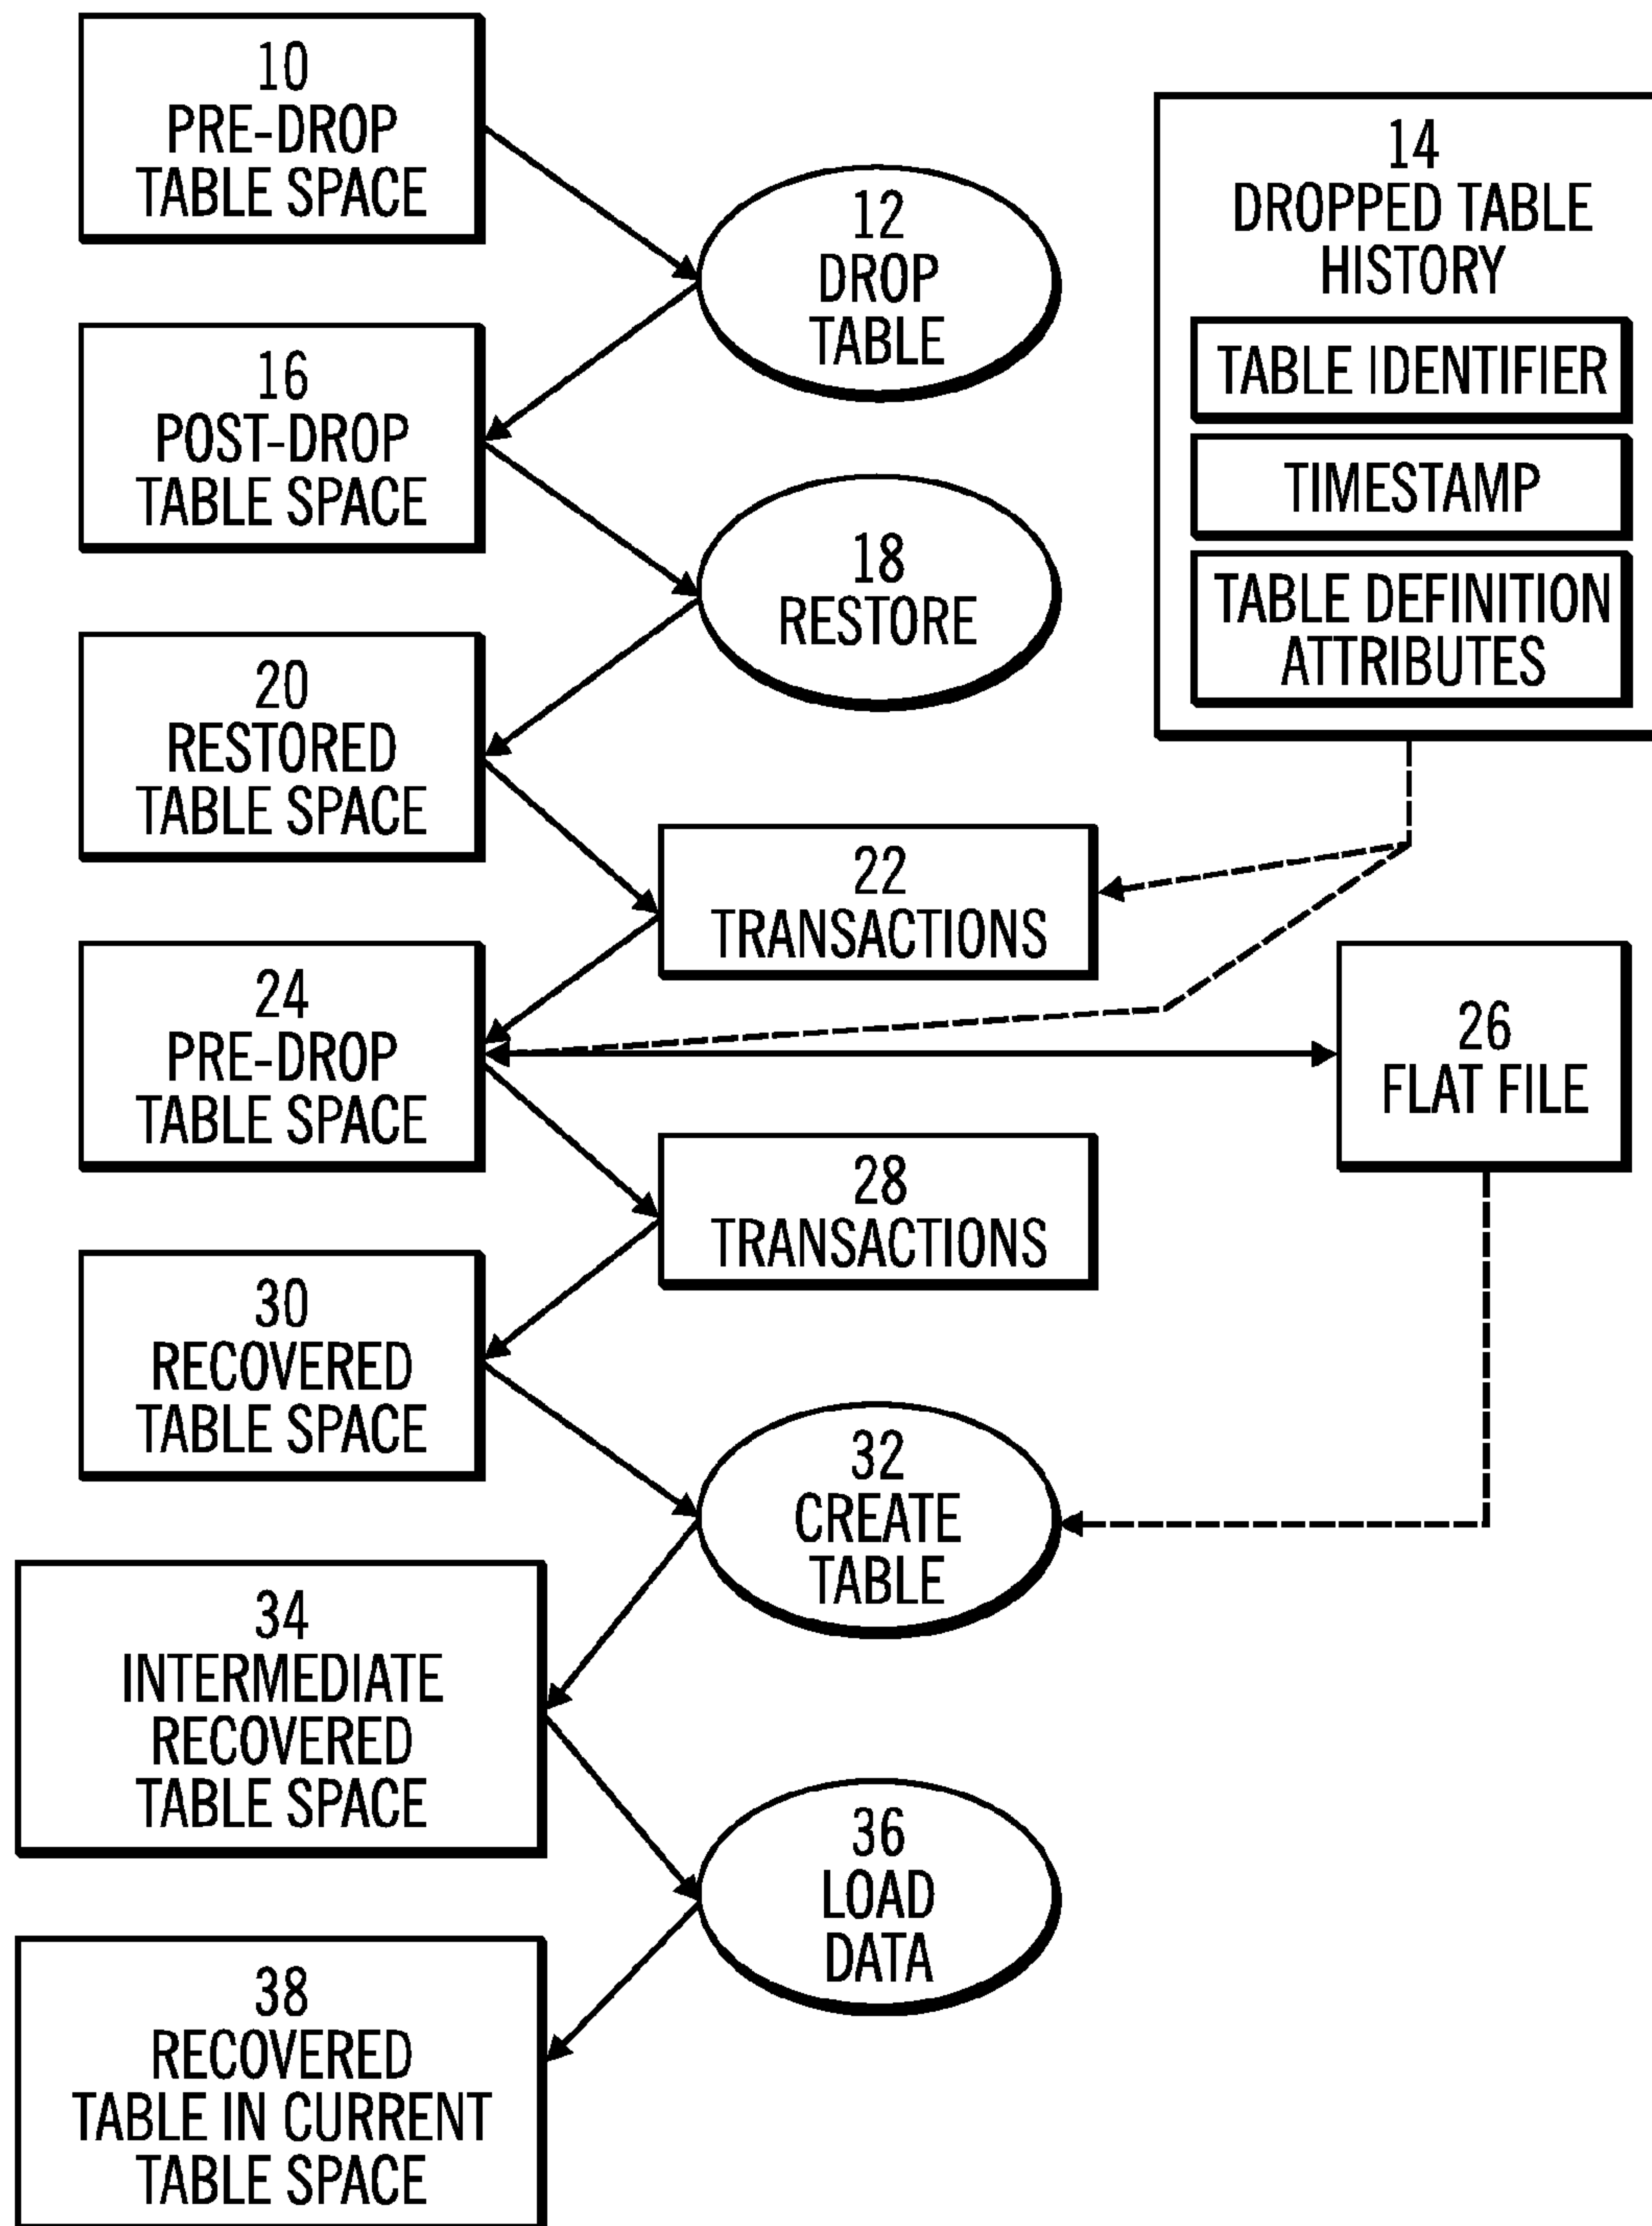 10
PRE-DROP
TABLE SPACE
12
DROP
TABLE
14
DROPPED TABLE
HISTORY
TABLE IDENTIFIER
TIMESTAMP
TABLE DEFINITION
ATTRIBUTES
16
POST-DROP
TABLE SPACE
18
RESTORE
20
RESTORED
TABLE SPACE
22
TRANSACTIONS
24
PRE-DROP
TABLE SPACE
26
FLAT FILE
28
TRANSACTIONS
30
RECOVERED
TABLE SPACE
32
CREATE
TABLE
34
INTERMEDIATE
RECOVERED
TABLE SPACE
36
LOAD
DATA
38
RECOVERED
TABLE IN CURRENT
TABLE SPACE